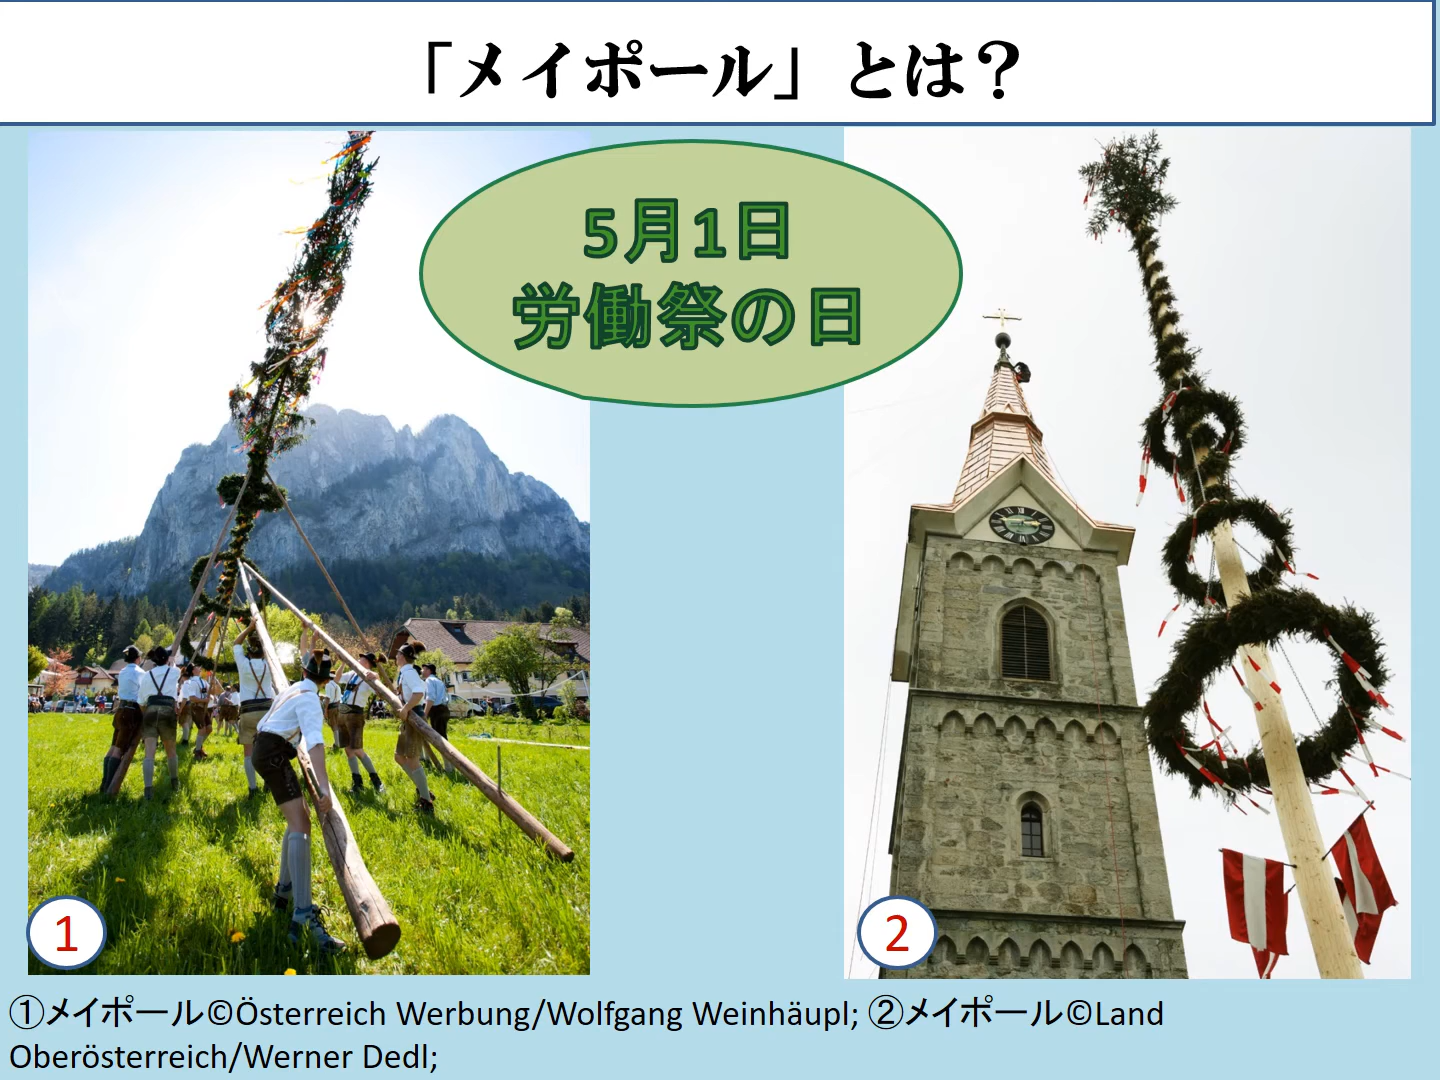 「メイポール」とは？
5月1日
労働祭の日
1
2
①メイポール©Österreich Werbung/Wolfgang Weinhäupl; ②メイポール©Land
Oberösterreich/Werner Dedl;